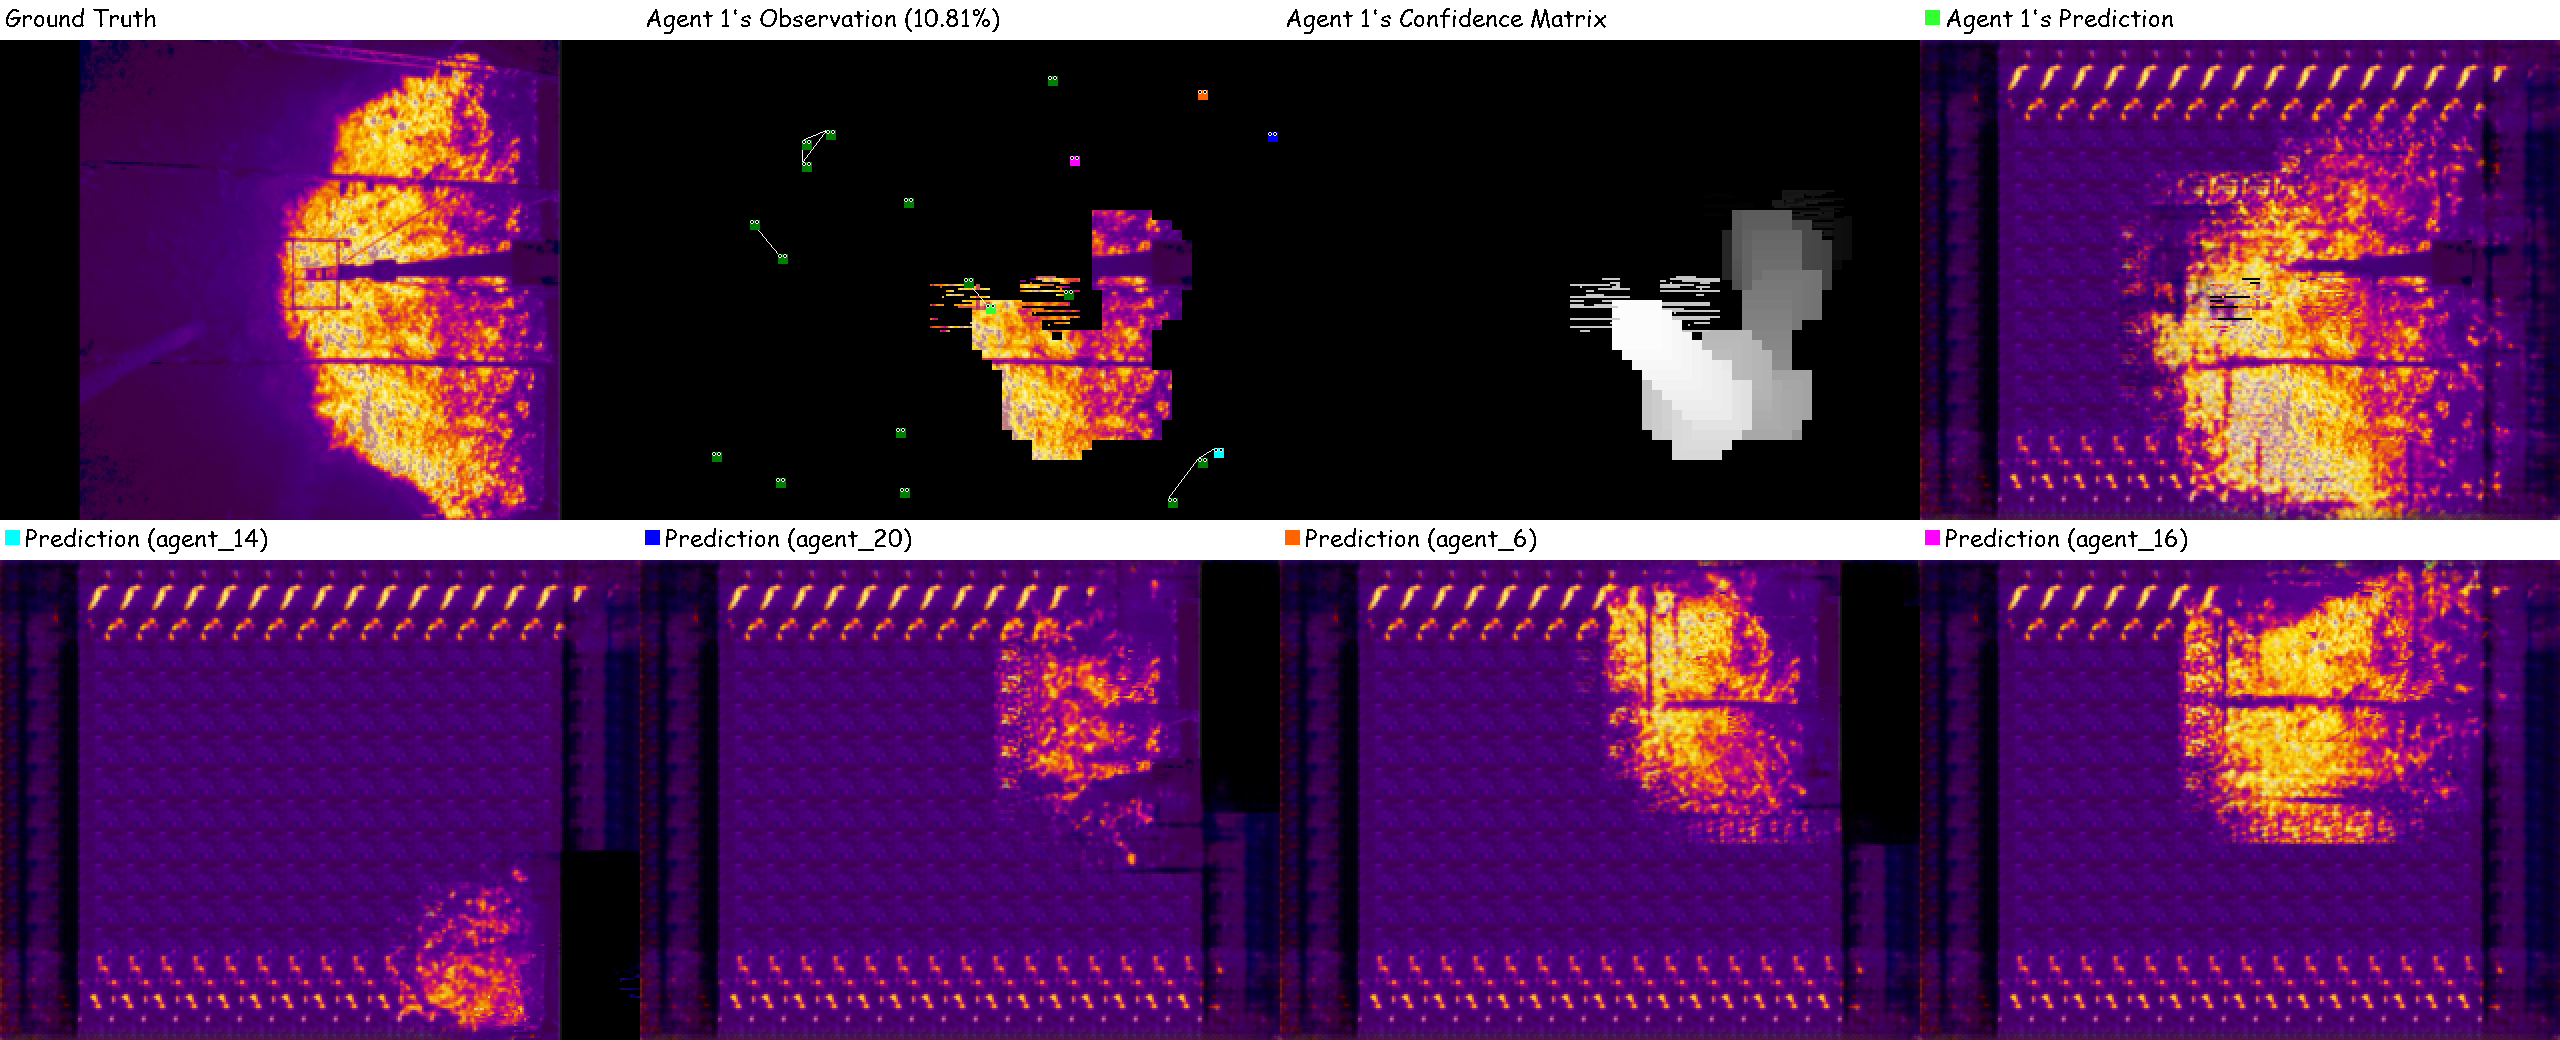 Ground Truth
Agent 1's Observation (10.81%)
Agent 1's Confidence Matrix
Agent 1's Prediction
Prediction (agent_14)
Prediction (agent_20)
Prediction (agent_6)
Prediction (agent_16)